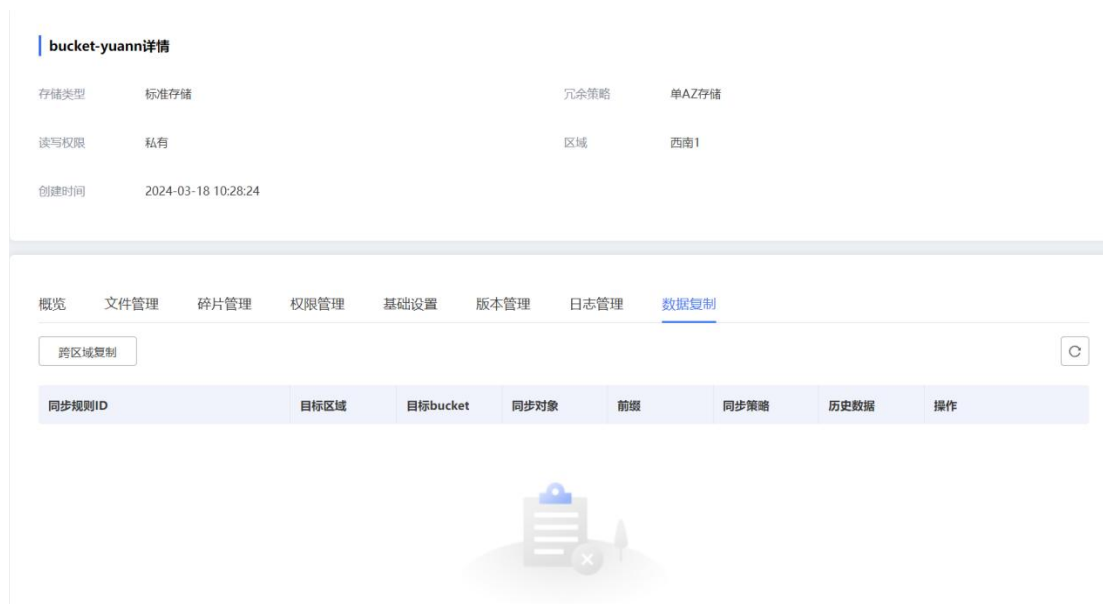 bucket-yuann详情
存储类型 标准存储 冗余策略 单AZ存储
读写权限 私有 区域 西南1
创建时间 2024-03-18 10:28:24
概览 文件管理 碎片管理 权限管理 基础设置 版本管理 日志管理 数据复制
跨区域复制
同步规则ID 目标区域 目标bucket 同步对象 前缀 同步策略 历史数据 操作